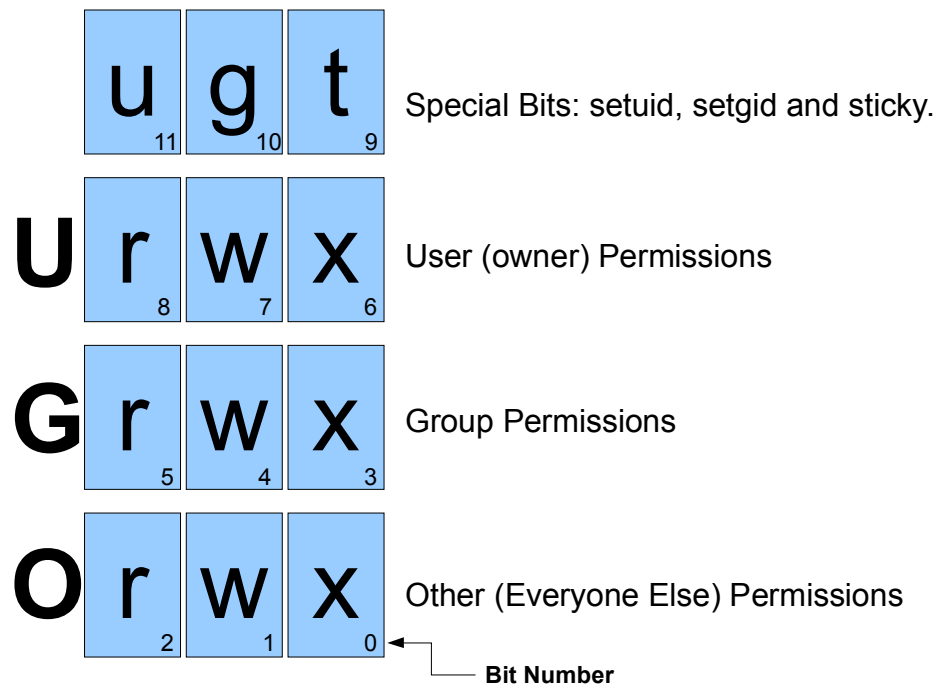 u g t Special Bits: setuid, setgid and sticky.
11 10 9
U r w x User (owner) Permissions
8 7 6
G r w x Group Permissions
5 4 3
O r w x Other (Everyone Else) Permissions
2 1 0
Bit Number